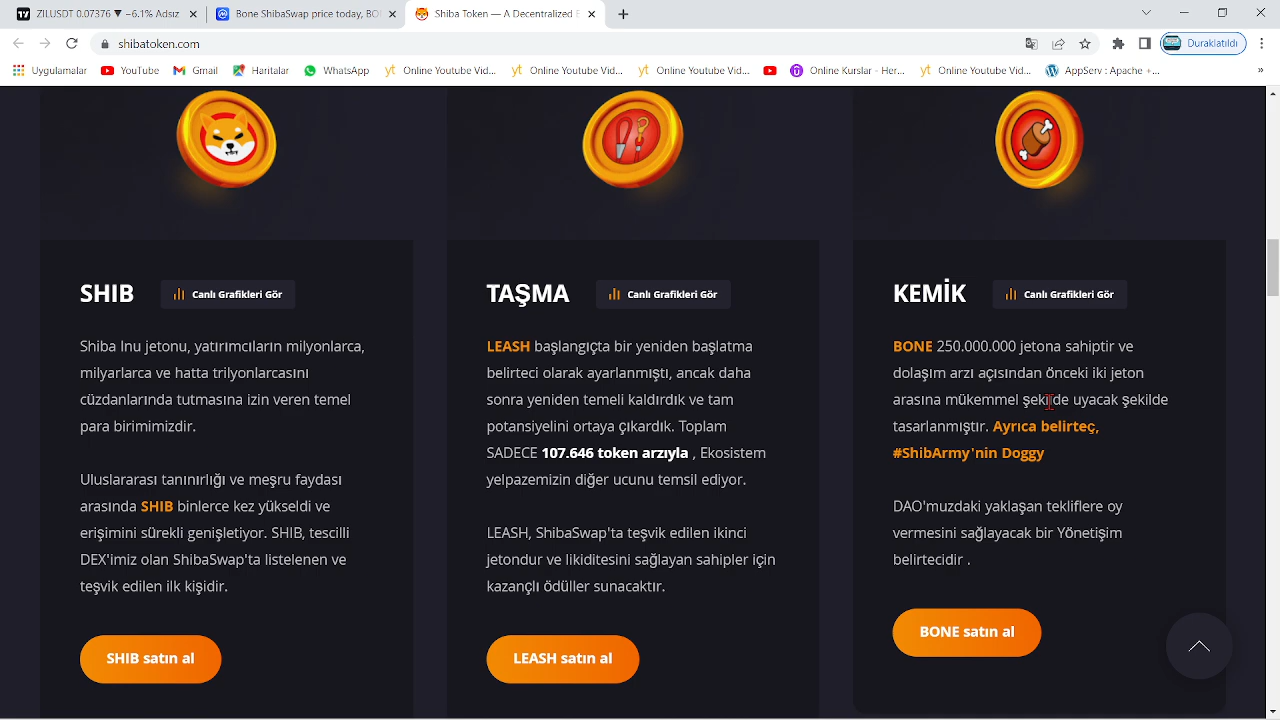 ZILUSDT 0.07376 ▼ −6.1% Adsız
Bone ShibaSwap price today, BO
Shiba Token — A Decentralized E
shibatoken.com
Duraklatıldı
Uygulamalar
YouTube
Gmail
Haritalar
WhatsApp
Online Youtube Vid...
Online Youtube Vid...
Online Youtube Vid...
Online Kurslar - Her...
Online Youtube Vid...
AppServ : Apache +...
»
SHIB
Canlı Grafikleri Gör
Shiba Inu jetonu, yatırımcıların milyonlarca,
milyarlarca ve hatta trilyonlarcasını
cüzdanlarında tutmasına izin veren temel
para birimimizdir.
Uluslararası tanınırlığı ve meşru faydası
arasında SHIB binlerce kez yükseldi ve
erişimini sürekli genişletiyor. SHIB, tescilli
DEX'imiz olan ShibaSwap'ta listelenen ve
teşvik edilen ilk kişidir.
SHIB satın al
TAŞMA
Canlı Grafikleri Gör
LEASH başlangıçta bir yeniden başlatma
belirteci olarak ayarlanmıştı, ancak daha
sonra yeniden temeli kaldırdık ve tam
potansiyelini ortaya çıkardık. Toplam
SADECE 107.646 token arzıyla , Ekosistem
yelpazemizin diğer ucunu temsil ediyor.
LEASH, ShibaSwap'ta teşvik edilen ikinci
jetondur ve likiditesini sağlayan sahipler için
kazançlı ödüller sunacaktır.
LEASH satın al
KEMİK
Canlı Grafikleri Gör
BONE 250.000.000 jetona sahiptir ve
dolaşım arzı açısından önceki iki jeton
arasına mükemmel şekilde uyacak şekilde
tasarlanmıştır. Ayrıca belirteç,
#ShibArmy'nin Doggy
DAO'muzdaki yaklaşan tekliflere oy
vermesini sağlayacak bir Yönetişim
belirtecidir .
BONE satın al